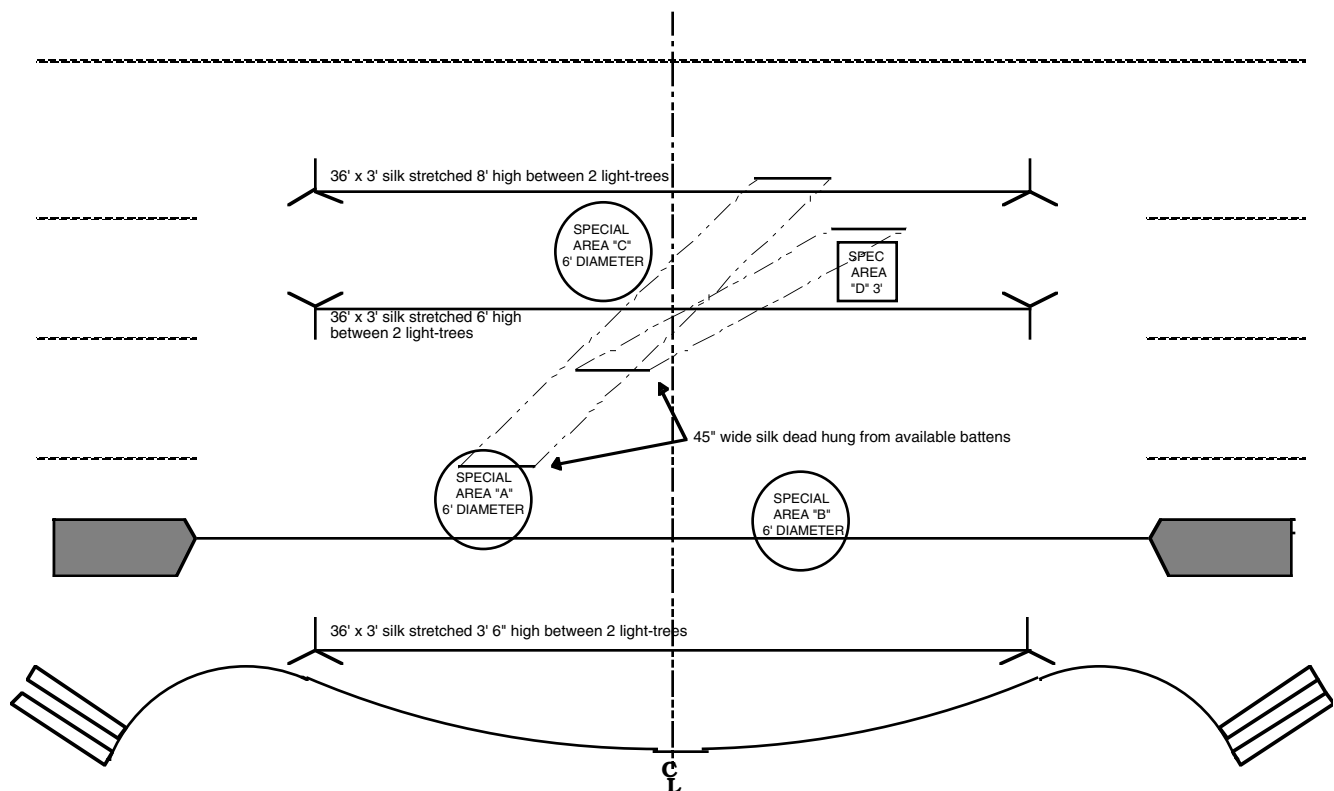 36' x 3' silk stretched 8' high between 2 light-trees
SPECIAL
AREA "C"
6' DIAMETER
SPEC
AREA
"D" 3'
36' x 3' silk stretched 6' high
between 2 light-trees
45" wide silk dead hung from available battens
SPECIAL
AREA "A"
6' DIAMETER
SPECIAL
AREA "B"
6' DIAMETER
36' x 3' silk stretched 3' 6" high between 2 light-trees
C
L